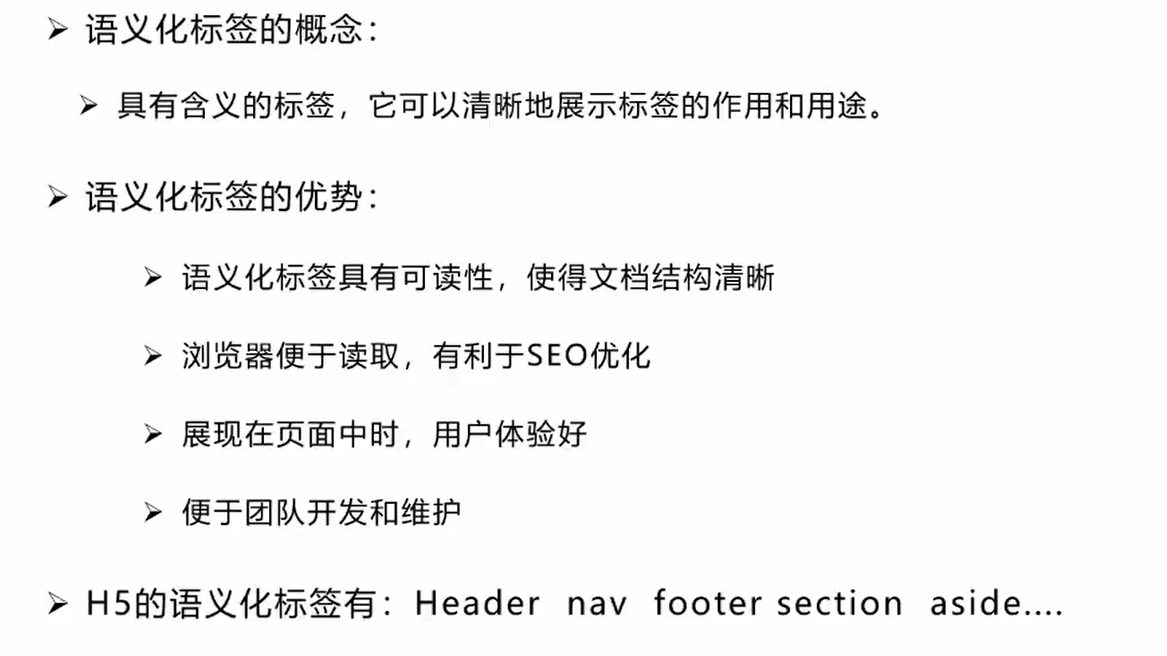 语义化标签的概念：
具有含义的标签，它可以清晰地展示标签的作用和用途。
语义化标签的优势：
语义化标签具有可读性，使得文档结构清晰
浏览器便于读取，有利于SEO优化
展现在页面中时，用户体验好
便于团队开发和维护
H5的语义化标签有：Header nav footer section aside....